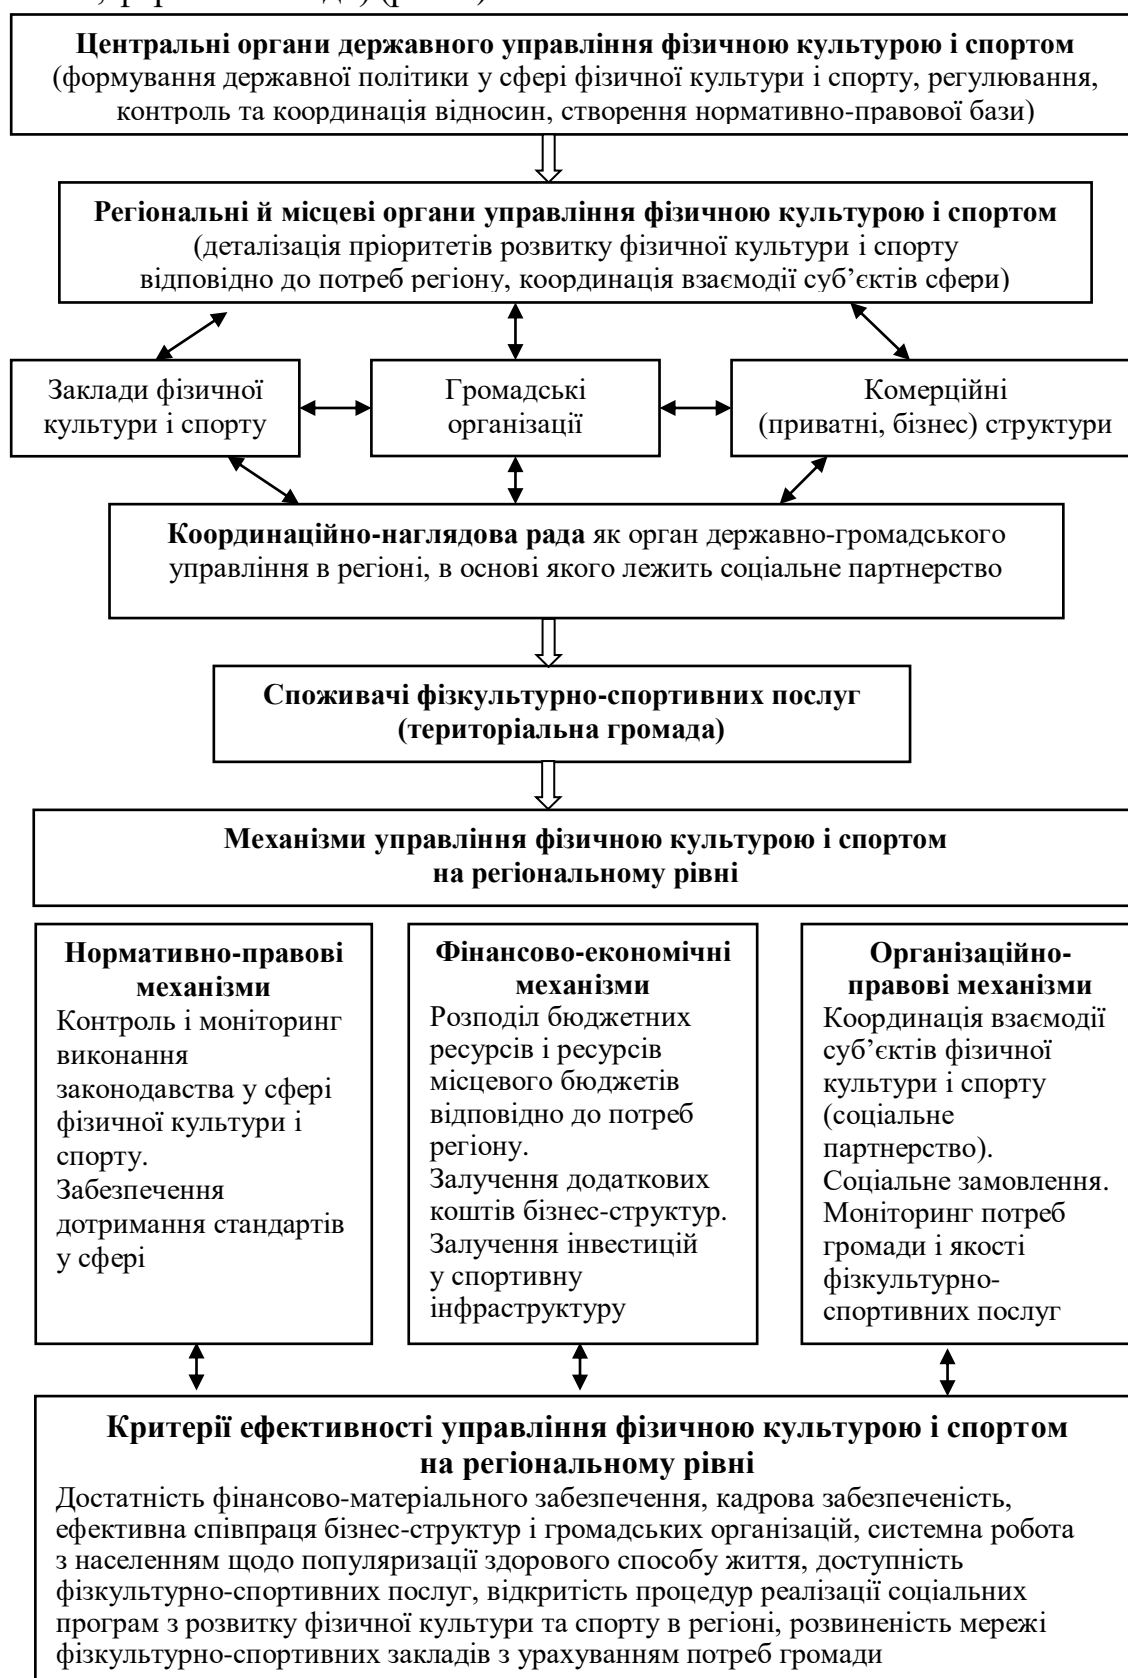 Центральні органи державного управління фізичною культурою і спортом
(формування державної політики у сфері фізичної культури і спорту, регулювання,
контроль та координація відносин, створення нормативно-правової бази)
Регіональні й місцеві органи управління фізичною культурою і спортом
(деталізація пріоритетів розвитку фізичної культури і спорту
відповідно до потреб регіону, координація взаємодії суб’єктів сфери)
Заклади фізичної
культури і спорту
Громадські
організації
Комерційні
(приватні, бізнес) структури
Координаційно-наглядова рада як орган державно-громадського
управління в регіоні, в основі якого лежить соціальне партнерство
Споживачі фізкультурно-спортивних послуг
(територіальна громада)
Механізми управління фізичною культурою і спортом
на регіональному рівні
Нормативно-правові
механізми
Контроль і моніторинг
виконання
законодавства у сфері
фізичної культури і
спорту.
Забезпечення
дотримання стандартів
у сфері
Фінансово-економічні
механізми
Розподіл бюджетних
ресурсів і ресурсів
місцевого бюджетів
відповідно до потреб
регіону.
Залучення додаткових
коштів бізнес-структур.
Залучення інвестицій
у спортивну
інфраструктуру
Організаційно-
правові механізми
Координація взаємодії
суб’єктів фізичної
культури і спорту
(соціальне
партнерство).
Соціальне замовлення.
Моніторинг потреб
громади і якості
фізкультурно-
спортивних послуг
Критерії ефективності управління фізичною культурою і спортом
на регіональному рівні
Достатність фінансово-матеріального забезпечення, кадрова забезпеченість,
ефективна співпраця бізнес-структур і громадських організацій, системна робота
з населенням щодо популяризації здорового способу життя, доступність
фізкультурно-спортивних послуг, відкритість процедур реалізації соціальних
програм з розвитку фізичної культури та спорту в регіоні, розвиненість мережі
фізкультурно-спортивних закладів з урахуванням потреб громади